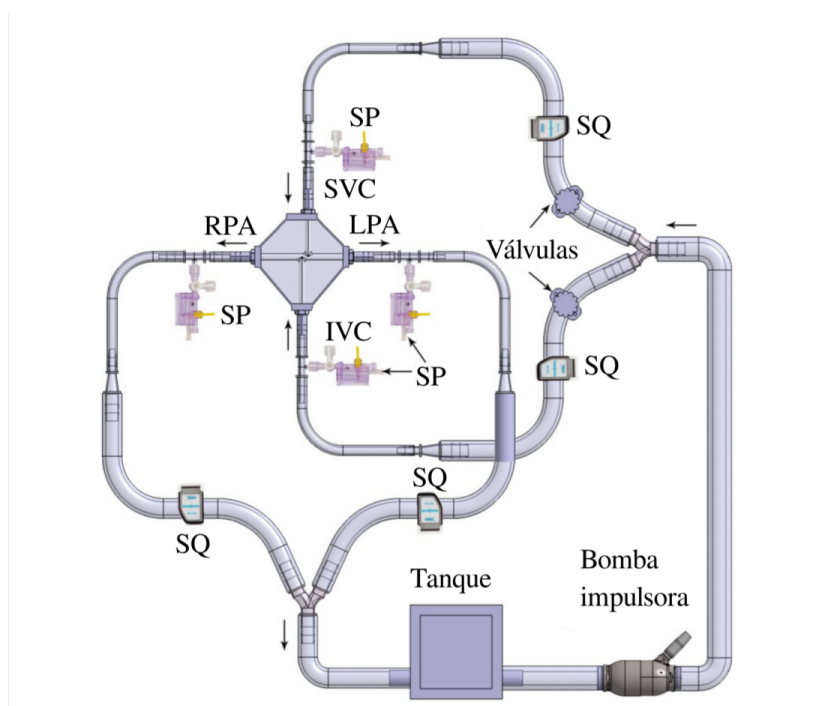 SP
SQ
SVC
RPA
LPA
Válvulas
SP
IVC
SP
SQ
SQ
SQ
Tanque
Bomba
impulsora